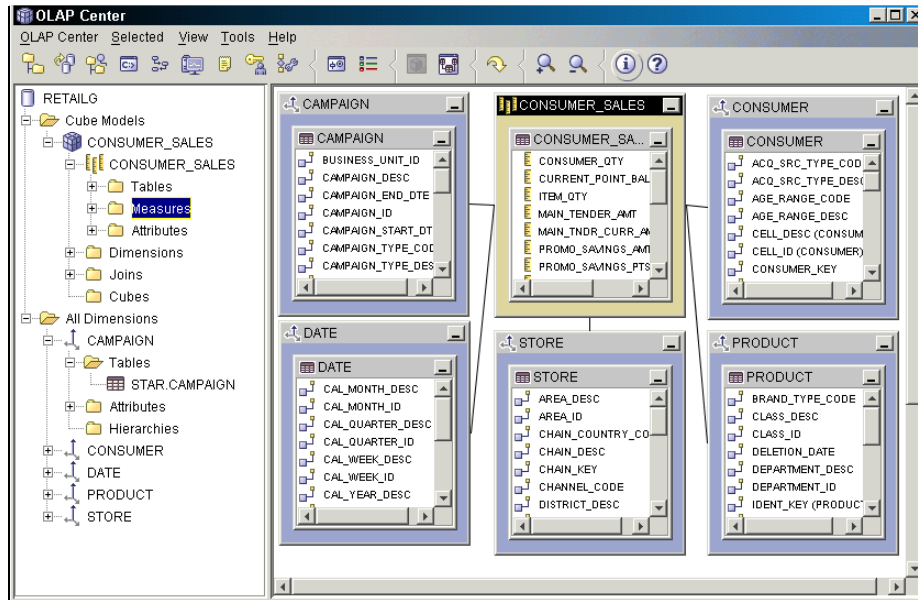 OLAP Center
OLAP Center Selected View Tools Help
RETAILG
Cube Models
CONSUMER_SALES
CONSUMER_SALES
Tables
Measures
Attributes
Dimensions
Joins
Cubes
All Dimensions
CAMPAIGN
Tables
STAR.CAMPAIGN
Attributes
Hierarchies
CONSUMER
DATE
PRODUCT
STORE
CAMPAIGN
CAMPAIGN
BUSINESS_UNIT_ID
CAMPAIGN_DESC
CAMPAIGN_END_DTE
CAMPAIGN_ID
CAMPAIGN_START_DT
CAMPAIGN_TYPE_COD
CAMPAIGN_TYPE_DES
CONSUMER_SALES
CONSUMER_SA...
CONSUMER_QTY
CURRENT_POINT_BAL
ITEM_QTY
MAIN_TENDER_AMT
MAIN_TNDR_CURR_AM
PROMO_SAVINGS_AMT
PROMO_SAVINGS_PTS
CONSUMER
CONSUMER
ACQ_SRC_TYPE_COD
ACQ_SRC_TYPE_DESC
AGE_RANGE_CODE
AGE_RANGE_DESC
CELL_DESC (CONSUM
CELL_ID (CONSUMER)
CONSUMER_KEY
DATE
DATE
CAL_MONTH_DESC
CAL_MONTH_ID
CAL_QUARTER_DESC
CAL_QUARTER_ID
CAL_WEEK_DESC
CAL_WEEK_ID
CAL_YEAR_DESC
STORE
STORE
AREA_DESC
AREA_ID
CHAIN_COUNTRY_CO
CHAIN_DESC
CHAIN_KEY
CHANNEL_CODE
DISTRICT_DESC
PRODUCT
PRODUCT
BRAND_TYPE_CODE
CLASS_DESC
CLASS_ID
DELETION_DATE
DEPARTMENT_DESC
DEPARTMENT_ID
IDENT_KEY (PRODUC